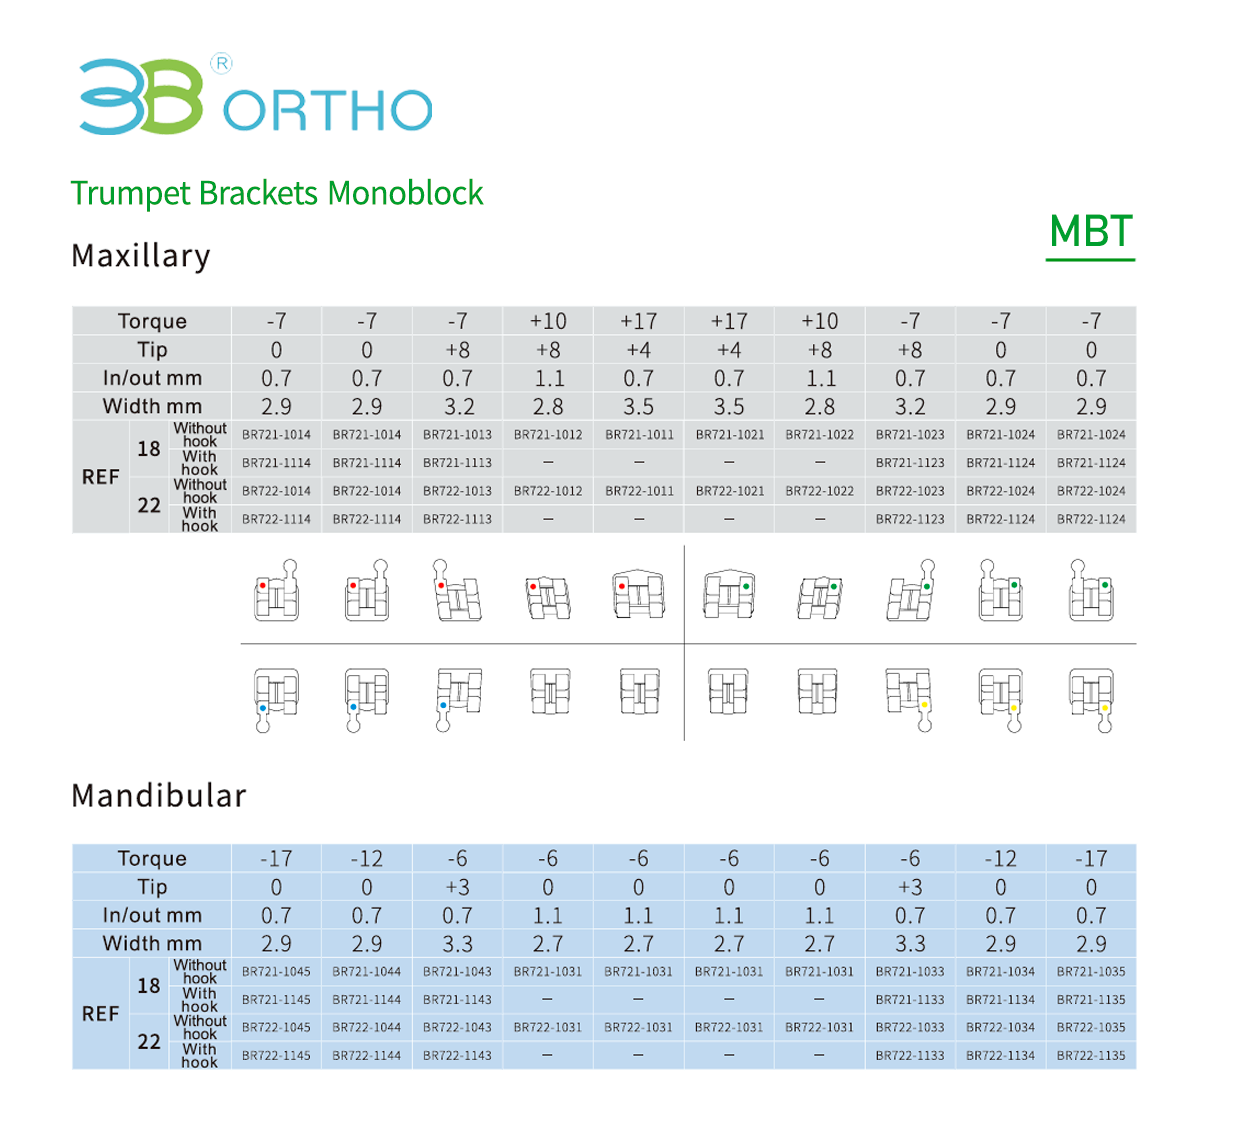 3B® ORTHO
Trumpet Brackets Monoblock
MBT
Maxillary
Torque -7 -7 -7 +10 +17 +17 +10 -7 -7 -7
Tip 0 0 +8 +8 +4 +4 +8 +8 0 0
In/out mm 0.7 0.7 0.7 1.1 0.7 0.7 1.1 0.7 0.7 0.7
Width mm 2.9 2.9 3.2 2.8 3.5 3.5 2.8 3.2 2.9 2.9
REF 18 Without hook BR721-1014 BR721-1014 BR721-1013 BR721-1012 BR721-1011 BR721-1021 BR721-1022 BR721-1023 BR721-1024 BR721-1024
With hook BR721-1114 BR721-1114 BR721-1113 – – – – BR721-1123 BR721-1124 BR721-1124
22 Without hook BR722-1014 BR722-1014 BR722-1013 BR722-1012 BR722-1011 BR722-1021 BR722-1022 BR722-1023 BR722-1024 BR722-1024
With hook BR722-1114 BR722-1114 BR722-1113 – – – – BR722-1123 BR722-1124 BR722-1124
Mandibular
Torque -17 -12 -6 -6 -6 -6 -6 -6 -12 -17
Tip 0 0 +3 0 0 0 0 +3 0 0
In/out mm 0.7 0.7 0.7 1.1 1.1 1.1 1.1 0.7 0.7 0.7
Width mm 2.9 2.9 3.3 2.7 2.7 2.7 2.7 3.3 2.9 2.9
REF 18 Without hook BR721-1045 BR721-1044 BR721-1043 BR721-1031 BR721-1031 BR721-1031 BR721-1031 BR721-1033 BR721-1034 BR721-1035
With hook BR721-1145 BR721-1144 BR721-1143 – – – – BR721-1133 BR721-1134 BR721-1135
22 Without hook BR722-1045 BR722-1044 BR722-1043 BR722-1031 BR722-1031 BR722-1031 BR722-1031 BR722-1033 BR722-1034 BR722-1035
With hook BR722-1145 BR722-1144 BR722-1143 – – – – BR722-1133 BR722-1134 BR722-1135